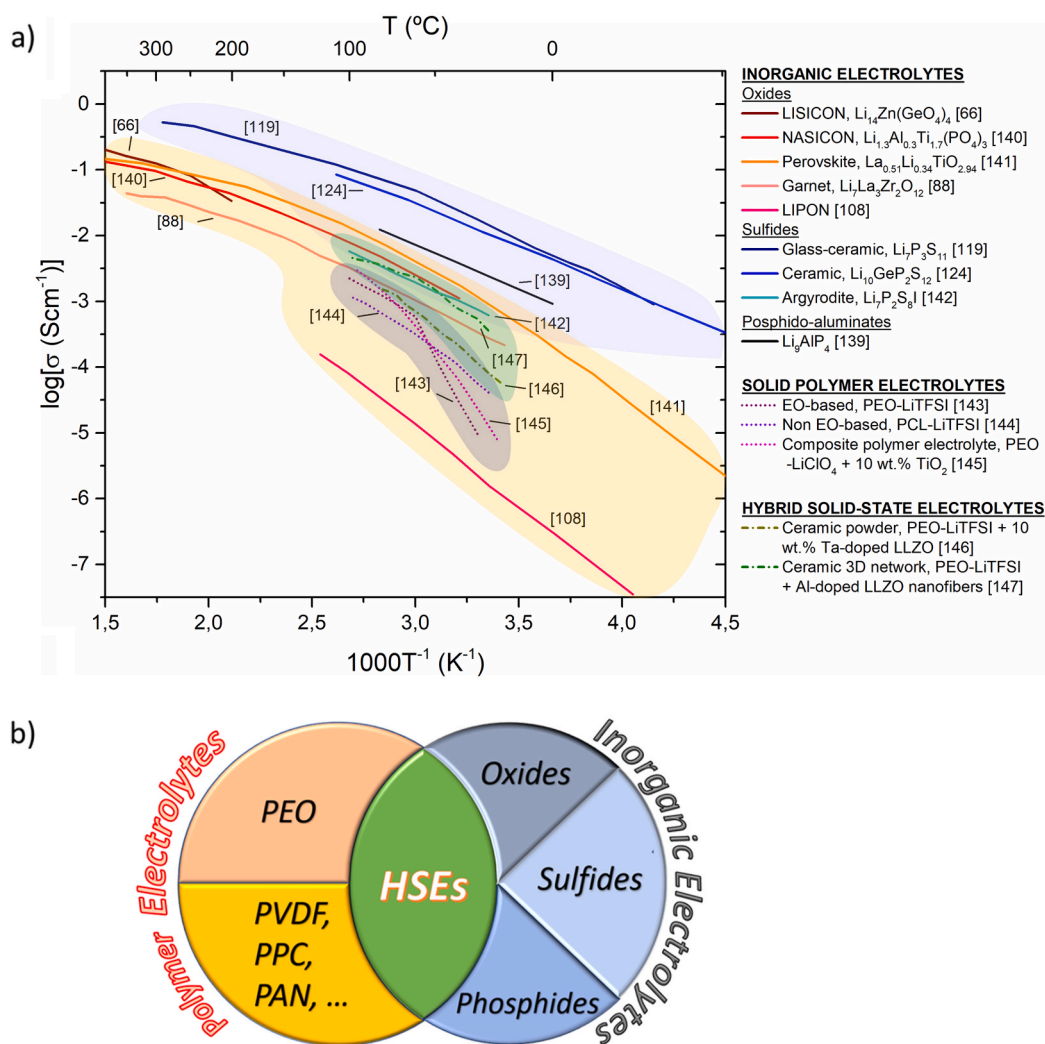 a)
T (ºC)
300 200 100 0
log[σ (Scm⁻¹)]
0
-1
-2
-3
-4
-5
-6
-7
[66]
[119]
[140]
[124]
[88]
[139]
[144]
[142]
[147]
[143]
[146]
[145]
[141]
[108]
1,5 2,0 2,5 3,0 3,5 4,0 4,5
1000T⁻¹ (K⁻¹)
INORGANIC ELECTROLYTES
Oxides
LISICON, Li₁₄Zn(GeO₄)₄ [66]
NASICON, Li₁.₃Al₀.₃Ti₁.₇(PO₄)₃ [140]
Perovskite, La₀.₅₁Li₀.₃₄TiO₂.₉₄ [141]
Garnet, Li₇La₃Zr₂O₁₂ [88]
LIPON [108]
Sulfides
Glass-ceramic, Li₇P₃S₁₁ [119]
Ceramic, Li₁₀GeP₂S₁₂ [124]
Argyrodite, Li₇P₂S₈I [142]
Posphido-aluminates
Li₉AlP₄ [139]
SOLID POLYMER ELECTROLYTES
EO-based, PEO-LiTFSI [143]
Non EO-based, PCL-LiTFSI [144]
Composite polymer electrolyte, PEO
-LiClO₄ + 10 wt.% TiO₂ [145]
HYBRID SOLID-STATE ELECTROLYTES
Ceramic powder, PEO-LiTFSI + 10
wt.% Ta-doped LLZO [146]
Ceramic 3D network, PEO-LiTFSI
+ Al-doped LLZO nanofibers [147]
b)
Polymer Electrolytes
PEO
PVDF,
PPC,
PAN, ...
HSEs
Oxides
Sulfides
Phosphides
Inorganic Electrolytes